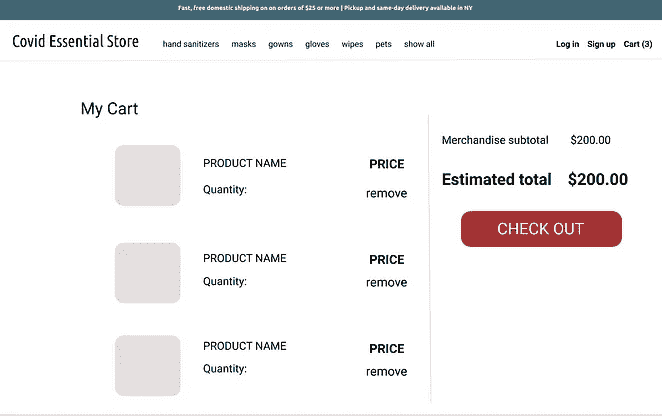 Fast, free domestic shipping on on orders of $25 or more | Pickup and same-day delivery available in NY
Covid Essential Store hand sanitizers masks gowns gloves wipes pets show all Log in Sign up Cart (3)
My Cart
PRODUCT NAME PRICE
Quantity: remove
PRODUCT NAME PRICE
Quantity: remove
PRODUCT NAME PRICE
Quantity: remove
Merchandise subtotal $200.00
Estimated total $200.00
CHECK OUT